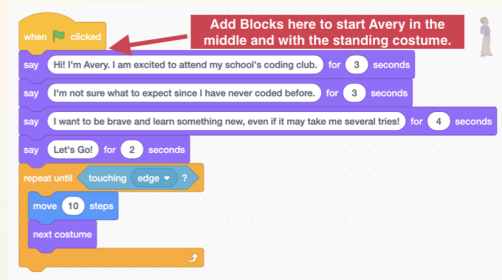 Add Blocks here to start Avery in the
middle and with the standing costume.
when clicked
say Hi! I'm Avery. I am excited to attend my school's coding club. for 3 seconds
say I'm not sure what to expect since I have never coded before. for 3 seconds
say I want to be brave and learn something new, even if it may take me several tries! for 4 seconds
say Let's Go! for 2 seconds
repeat until touching edge ?
move 10 steps
next costume